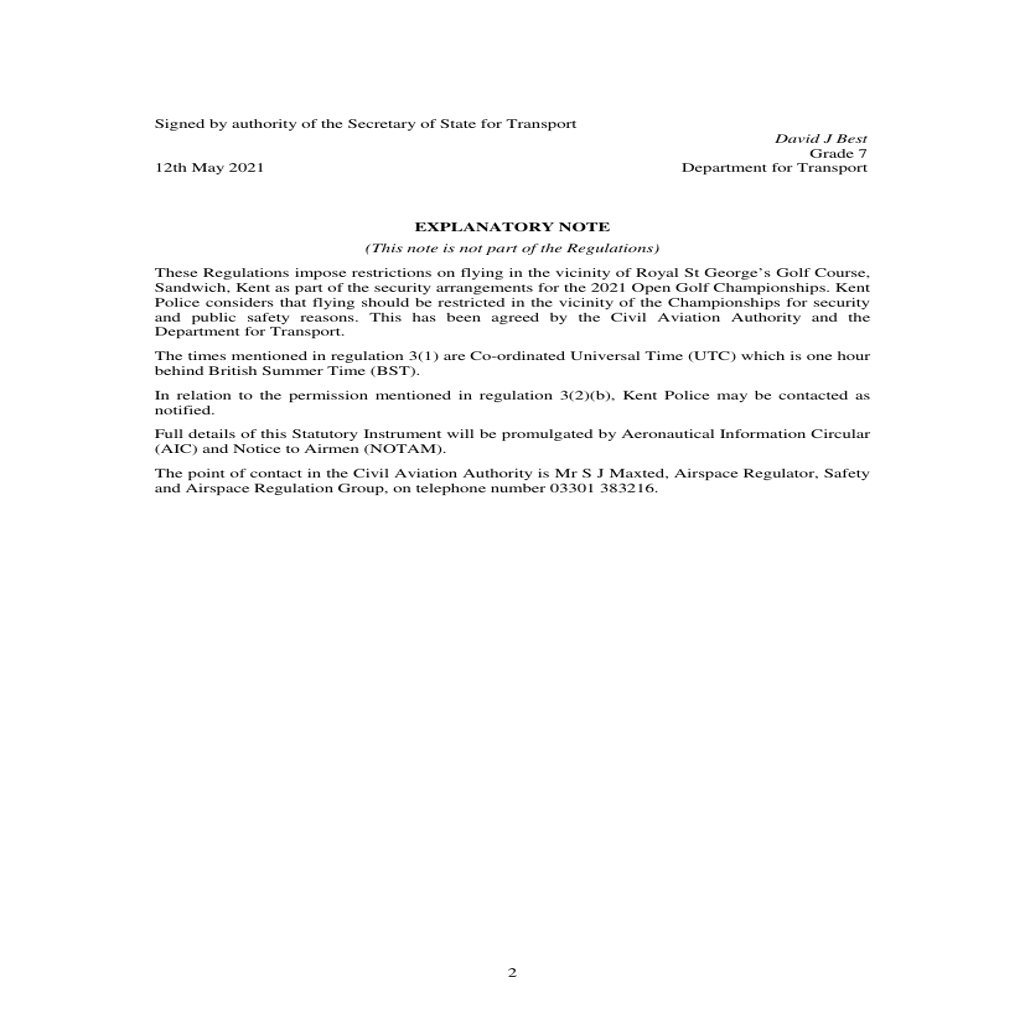 Signed by authority of the Secretary of State for Transport
David J Best
Grade 7
12th May 2021 Department for Transport
EXPLANATORY NOTE
(This note is not part of the Regulations)
These Regulations impose restrictions on flying in the vicinity of Royal St George’s Golf Course,
Sandwich, Kent as part of the security arrangements for the 2021 Open Golf Championships. Kent
Police considers that flying should be restricted in the vicinity of the Championships for security
and public safety reasons. This has been agreed by the Civil Aviation Authority and the
Department for Transport.
The times mentioned in regulation 3(1) are Co-ordinated Universal Time (UTC) which is one hour
behind British Summer Time (BST).
In relation to the permission mentioned in regulation 3(2)(b), Kent Police may be contacted as
notified.
Full details of this Statutory Instrument will be promulgated by Aeronautical Information Circular
(AIC) and Notice to Airmen (NOTAM).
The point of contact in the Civil Aviation Authority is Mr S J Maxted, Airspace Regulator, Safety
and Airspace Regulation Group, on telephone number 03301 383216.
2